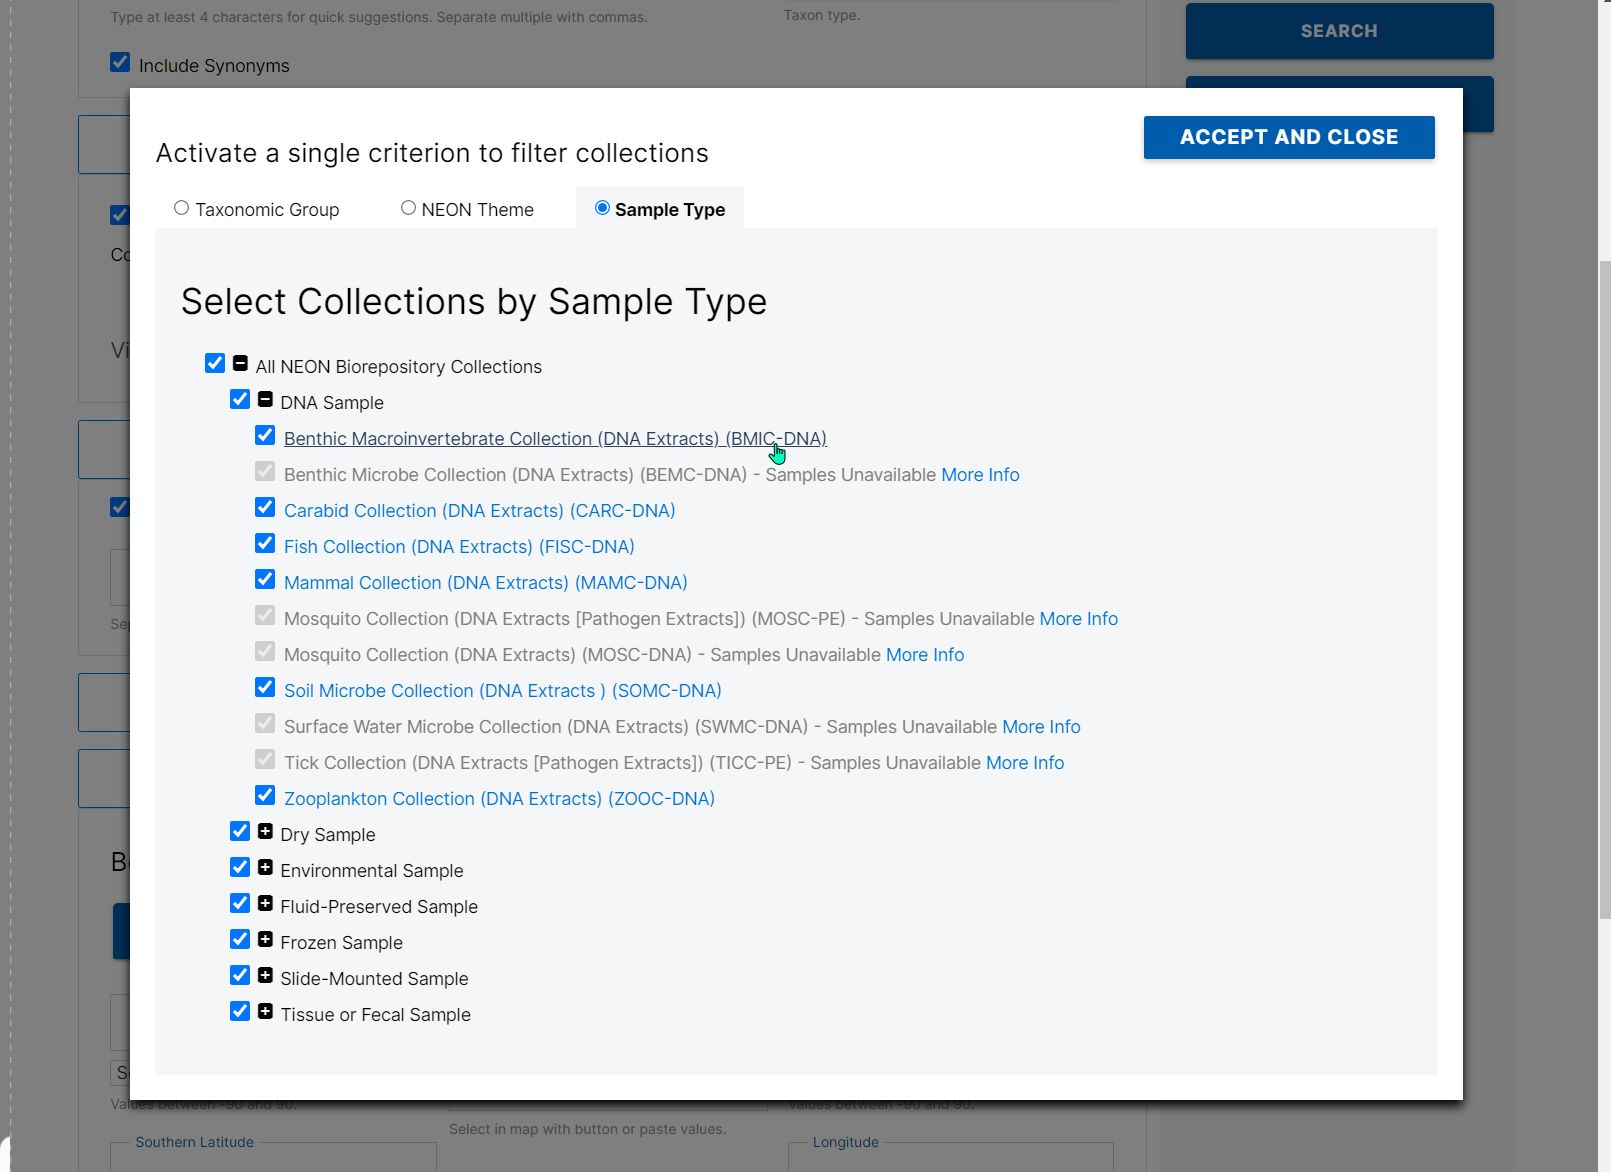 Type at least 4 characters for quick suggestions. Separate multiple with commas.
Taxon type.
SEARCH
Include Synonyms
Activate a single criterion to filter collections
ACCEPT AND CLOSE
Taxonomic Group
NEON Theme
Sample Type
Select Collections by Sample Type
All NEON Biorepository Collections
DNA Sample
Benthic Macroinvertebrate Collection (DNA Extracts) (BMIC-DNA)
Benthic Microbe Collection (DNA Extracts) (BEMC-DNA) - Samples Unavailable More Info
Carabid Collection (DNA Extracts) (CARC-DNA)
Fish Collection (DNA Extracts) (FISC-DNA)
Mammal Collection (DNA Extracts) (MAMC-DNA)
Mosquito Collection (DNA Extracts [Pathogen Extracts]) (MOSC-PE) - Samples Unavailable More Info
Mosquito Collection (DNA Extracts) (MOSC-DNA) - Samples Unavailable More Info
Soil Microbe Collection (DNA Extracts ) (SOMC-DNA)
Surface Water Microbe Collection (DNA Extracts) (SWMC-DNA) - Samples Unavailable More Info
Tick Collection (DNA Extracts [Pathogen Extracts]) (TICC-PE) - Samples Unavailable More Info
Zooplankton Collection (DNA Extracts) (ZOOC-DNA)
Dry Sample
Environmental Sample
Fluid-Preserved Sample
Frozen Sample
Slide-Mounted Sample
Tissue or Fecal Sample
Values between -90 and 90.
Values between -90 and 90.
Select in map with button or paste values.
Southern Latitude
Longitude